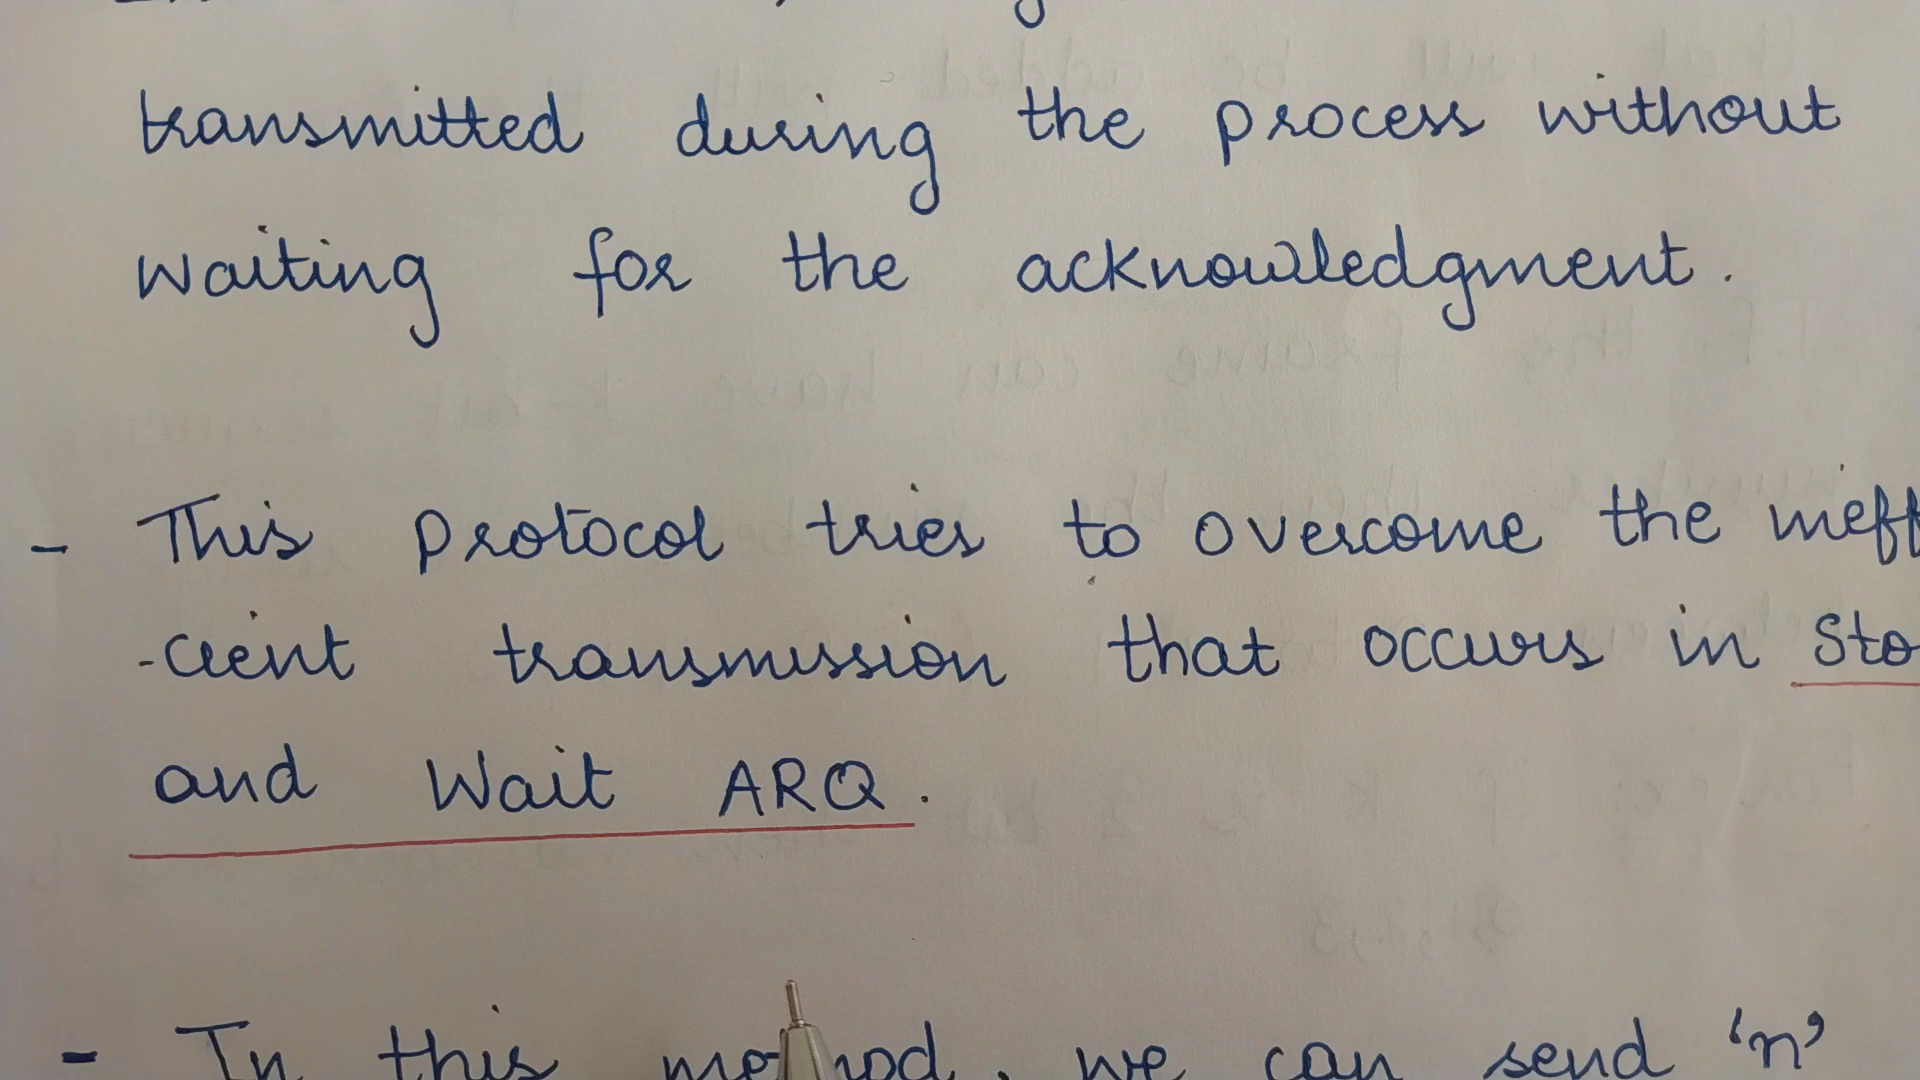 transmitted during the process without
waiting for the acknowledgment.
- This protocol tries to overcome the ineff
-cient transmission that occurs in Sto
and Wait ARQ.
- In this method, we can send 'n'